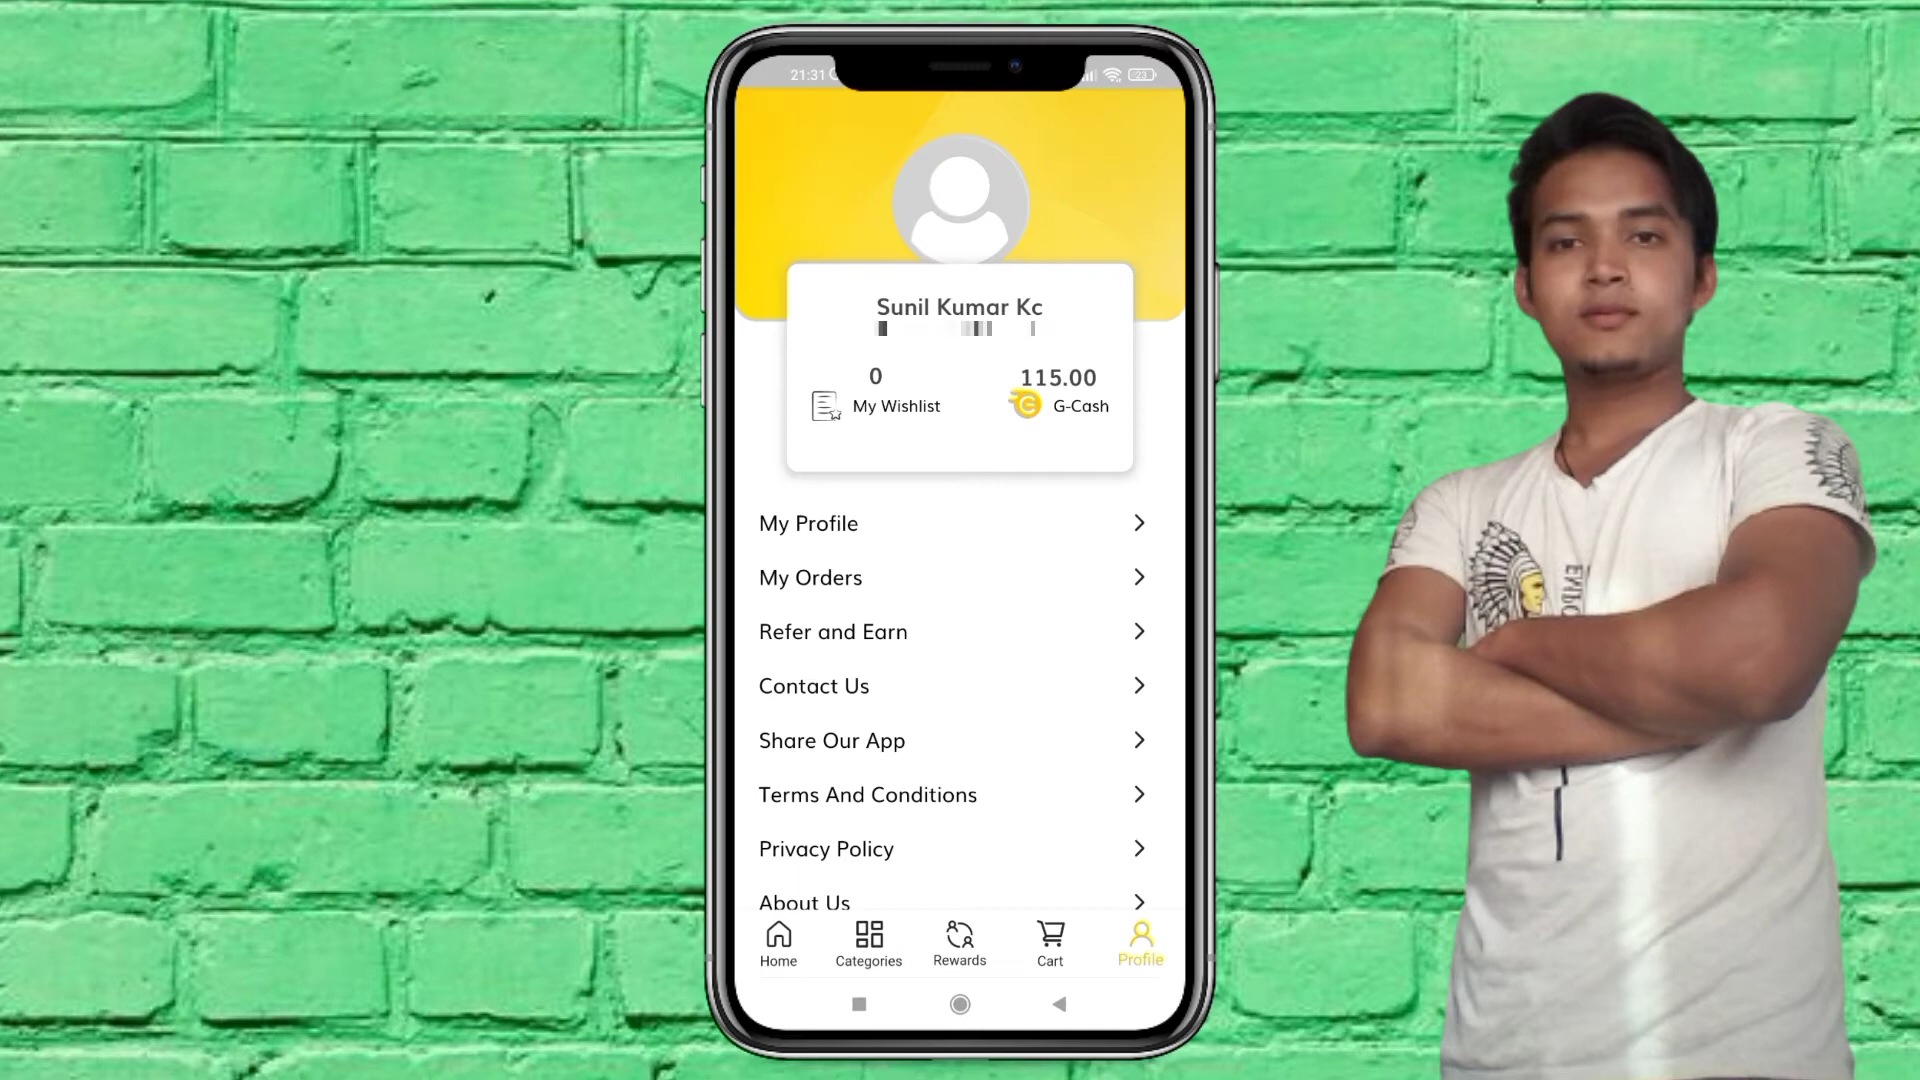 21:31
23
Sunil Kumar Kc
0
My Wishlist
115.00
G-Cash
My Profile
My Orders
Refer and Earn
Contact Us
Share Our App
Terms And Conditions
Privacy Policy
About Us
Home
Categories
Rewards
Cart
Profile